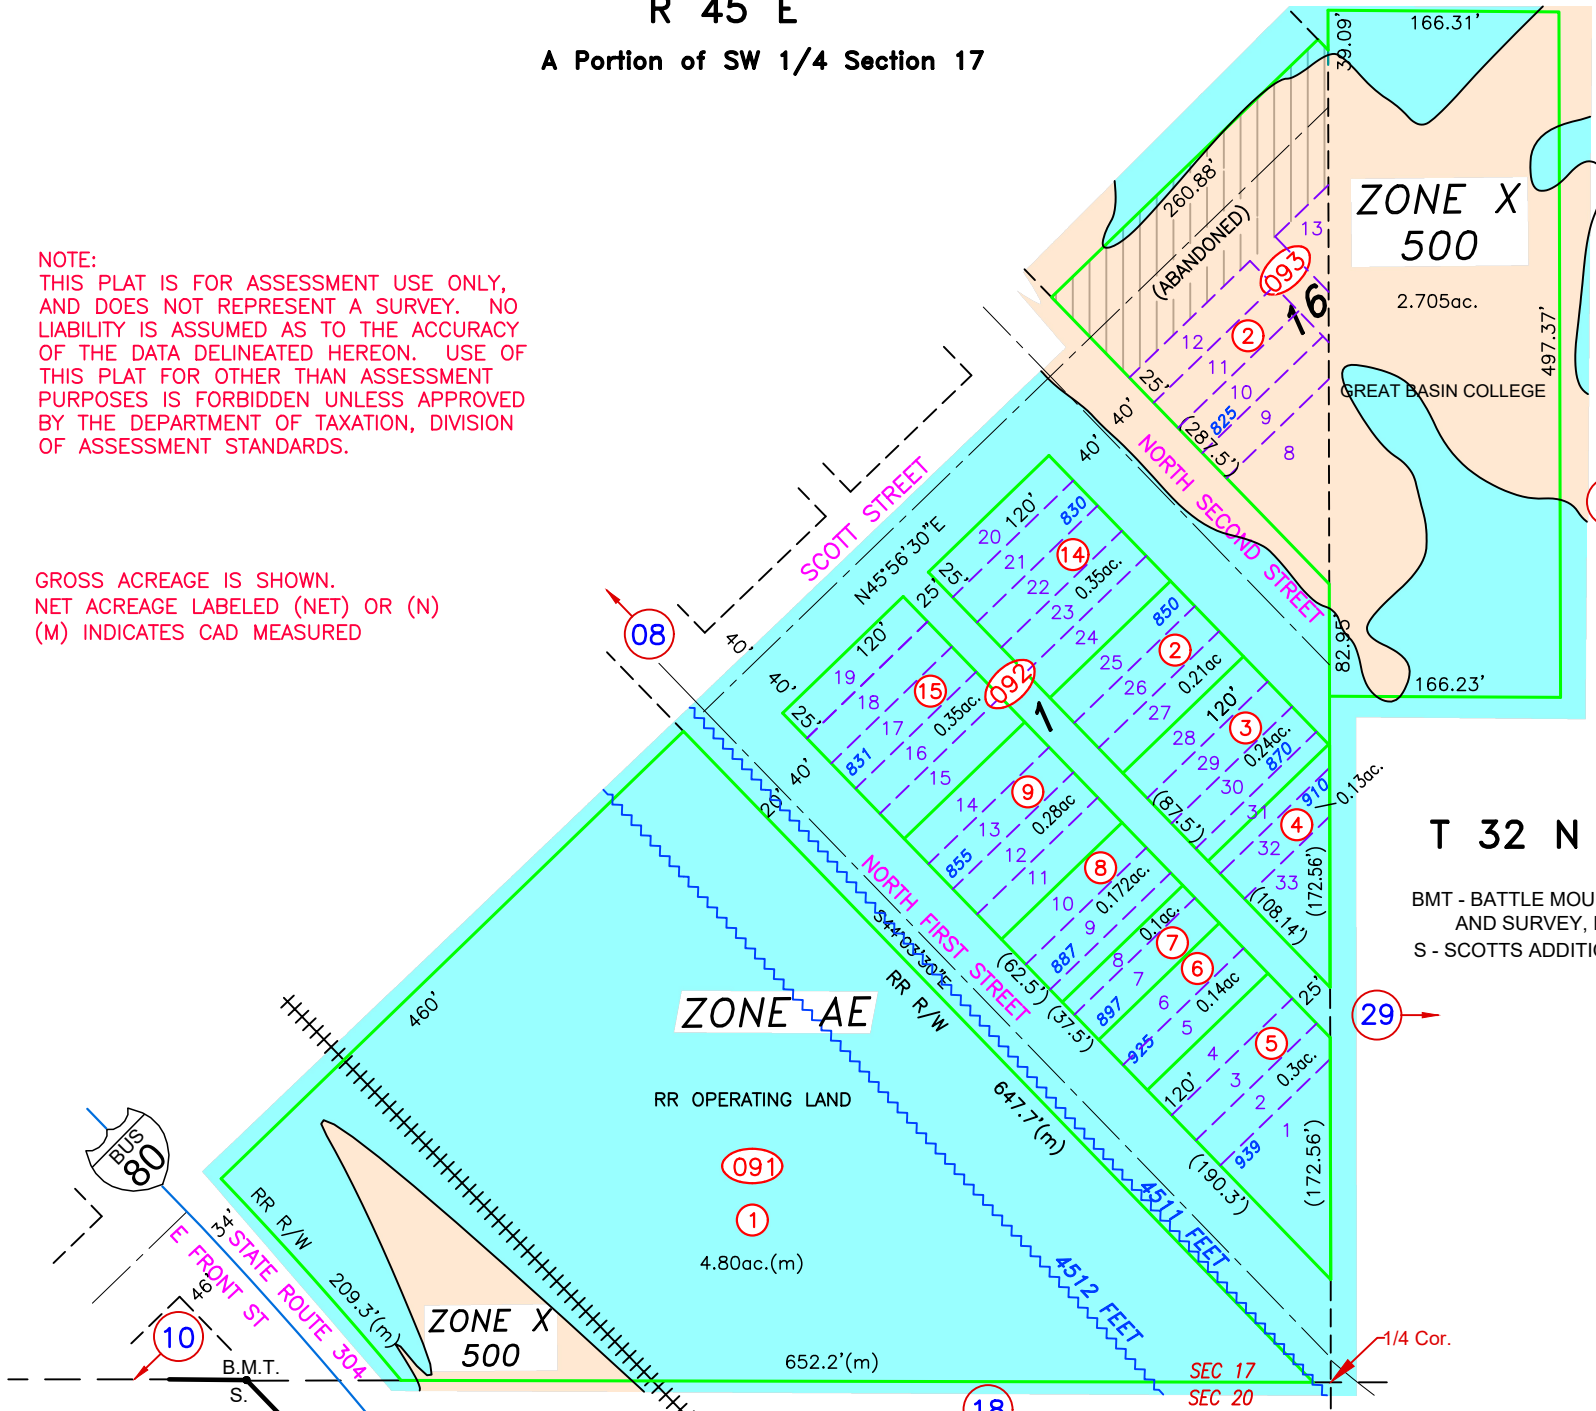 R 45 E
A Portion of SW 1/4 Section 17
166.31'
39.09'
260.88'
(ABANDONED)
093
16
13
ZONE X
500
2.705ac.
497.37'
GREAT BASIN COLLEGE
2
12
11
10
9
8
25'
825
(287.5')
40'
40'
NORTH SECOND STREET
82.95'
166.23'
NOTE:
THIS PLAT IS FOR ASSESSMENT USE ONLY,
AND DOES NOT REPRESENT A SURVEY. NO
LIABILITY IS ASSUMED AS TO THE ACCURACY
OF THE DATA DELINEATED HEREON. USE OF
THIS PLAT FOR OTHER THAN ASSESSMENT
PURPOSES IS FORBIDDEN UNLESS APPROVED
BY THE DEPARTMENT OF TAXATION, DIVISION
OF ASSESSMENT STANDARDS.
GROSS ACREAGE IS SHOWN.
NET ACREAGE LABELED (NET) OR (N)
(M) INDICATES CAD MEASURED
08
SCOTT STREET
N45°56'30"E
40'
40'
25'
120'
830
14
0.35ac.
20
21
22
23
24
25'
850
2
0.21ac
25
26
27
120'
3
0.24ac.
870
28
29
30
31
(87.5')
910
0.13ac.
4
32
33
(108.14')
(172.56')
092
1
120'
15
0.35ac.
19
18
17
16
15
25'
831
40'
20'
9
0.28ac
14
13
12
11
855
8
0.172ac.
10
9
887
(62.5')
0.1ac.
7
8
7
897
(37.5')
6
0.14ac
6
5
925
25'
5
0.3ac.
4
3
2
1
120'
939
(190.3')
(172.56')
T 32 N
BMT - BATTLE MOU
AND SURVEY,
S - SCOTTS ADDITI
29
NORTH FIRST STREET
S44°03'30"E
RR R/W
647.7'(m)
460'
ZONE AE
RR OPERATING LAND
091
1
4.80ac.(m)
4511 FEET
4512 FEET
BUS
80
RR R/W
34'
STATE ROUTE 304
E FRONT ST
46'
209.3'(m)
10
B.M.T.
S.
ZONE X
500
652.2'(m)
1/4 Cor.
SEC 17
SEC 20
18